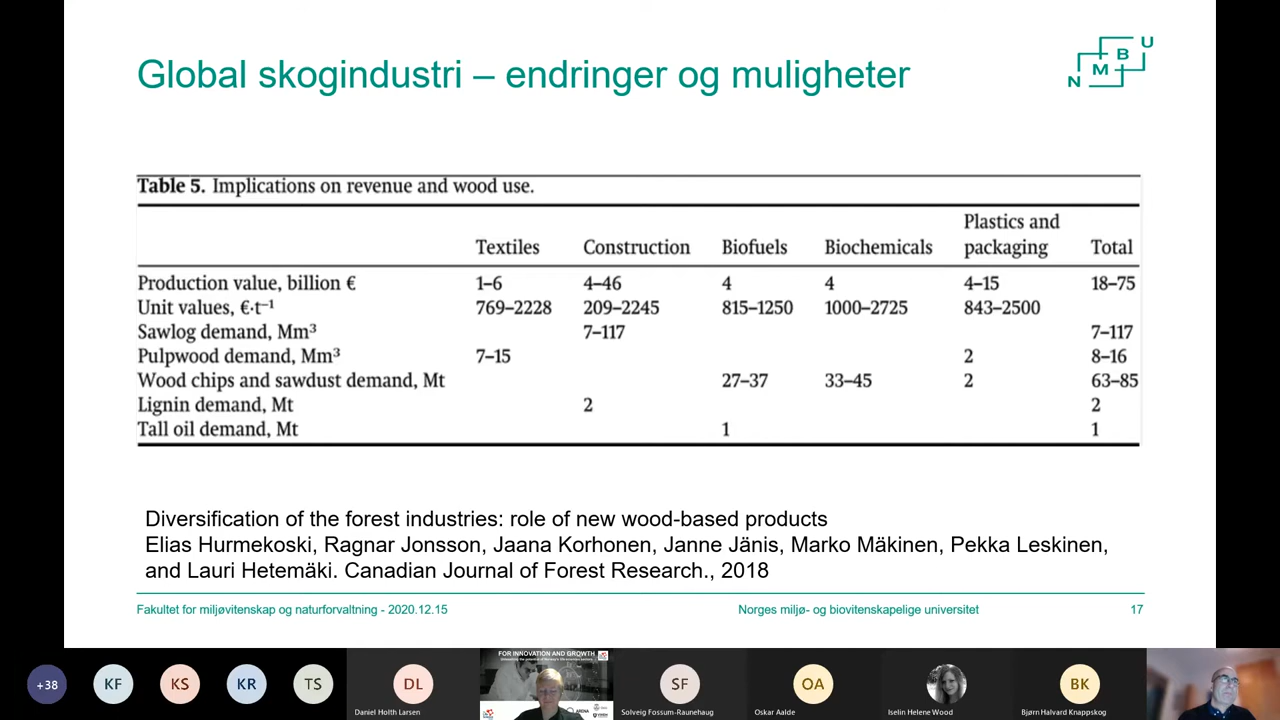 Global skogindustri – endringer og muligheter
N M B U
Table 5. Implications on revenue and wood use.
Textiles Construction Biofuels Biochemicals Plastics and packaging Total
Production value, billion € 1–6 4–46 4 4 4–15 18–75
Unit values, €·t⁻¹ 769–2228 209–2245 815–1250 1000–2725 843–2500
Sawlog demand, Mm³ 7–117 7–117
Pulpwood demand, Mm³ 7–15 2 8–16
Wood chips and sawdust demand, Mt 27–37 33–45 2 63–85
Lignin demand, Mt 2 2
Tall oil demand, Mt 1 1
Diversification of the forest industries: role of new wood-based products
Elias Hurmekoski, Ragnar Jonsson, Jaana Korhonen, Janne Jänis, Marko Mäkinen, Pekka Leskinen,
and Lauri Hetemäki. Canadian Journal of Forest Research., 2018
Fakultet for miljøvitenskap og naturforvaltning - 2020.12.15 Norges miljø- og biovitenskapelige universitet 17
FOR INNOVATION AND GROWTH
+38 KF KS KR TS DL SF OA BK
Daniel Holth Larsen Solveig Fossum-Raunehaug Oskar Aalde Iselin Helene Wood Bjørn Halvard Knappskog